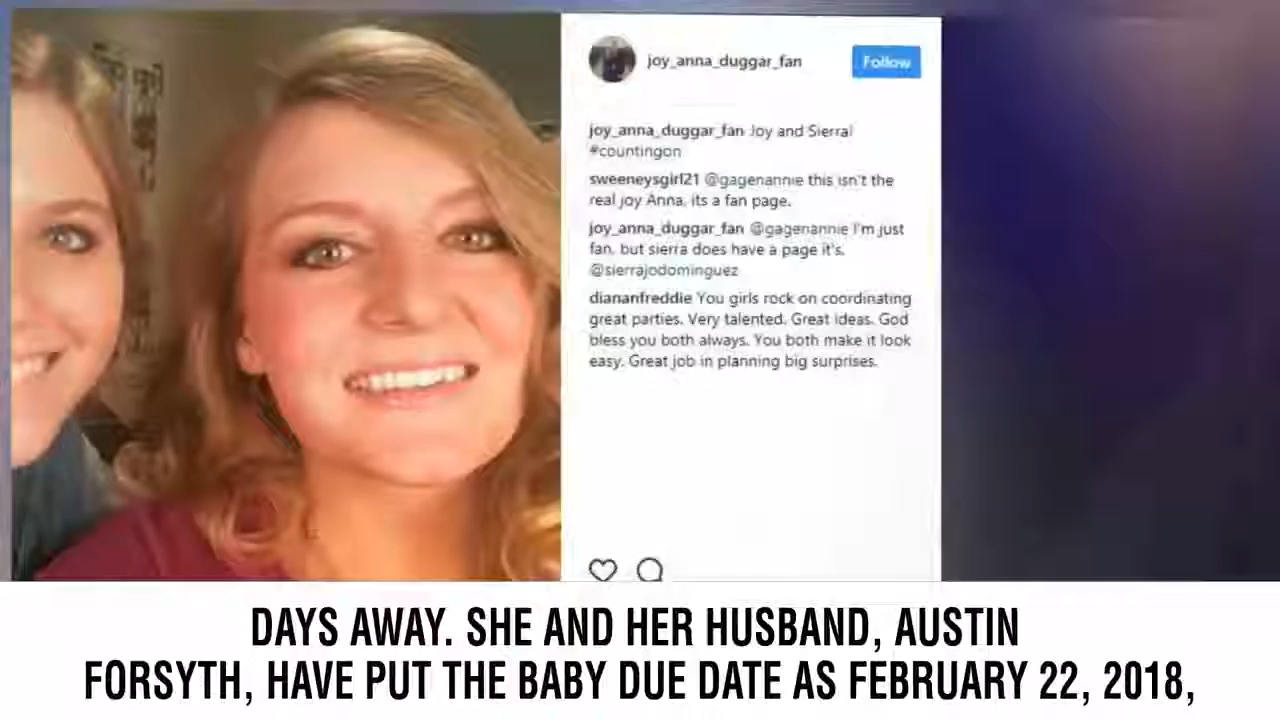 joy_anna_duggar_fan
Follow
joy_anna_duggar_fan Joy and Sierra!
#countingon
sweeneysgirl21 @gagenannie this isn't the
real joy Anna, its a fan page.
joy_anna_duggar_fan @gagenannie I'm just
fan, but sierra does have a page it's.
@sierrajodominguez
diananfreddie You girls rock on coordinating
great parties. Very talented. Great ideas. God
bless you both always. You both make it look
easy. Great job in planning big surprises.
DAYS AWAY. SHE AND HER HUSBAND, AUSTIN
FORSYTH, HAVE PUT THE BABY DUE DATE AS FEBRUARY 22, 2018,